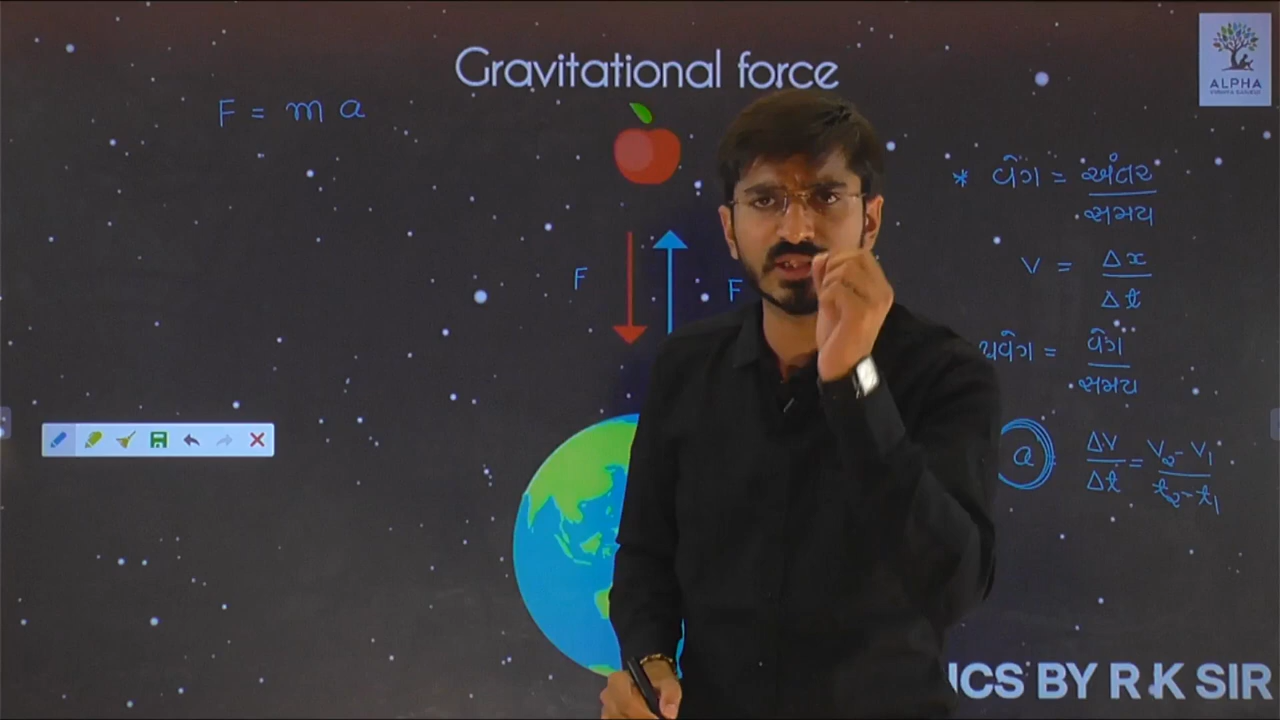 Gravitational force
ALPHA
F = m a
* વેગ = અંતર
સમય
v = Δx
Δt
F
F
પ્રવેગ = વેગ
સમય
a Δv = v₂ - v₁
Δt t₂ - t₁
ICS BY R K SIR